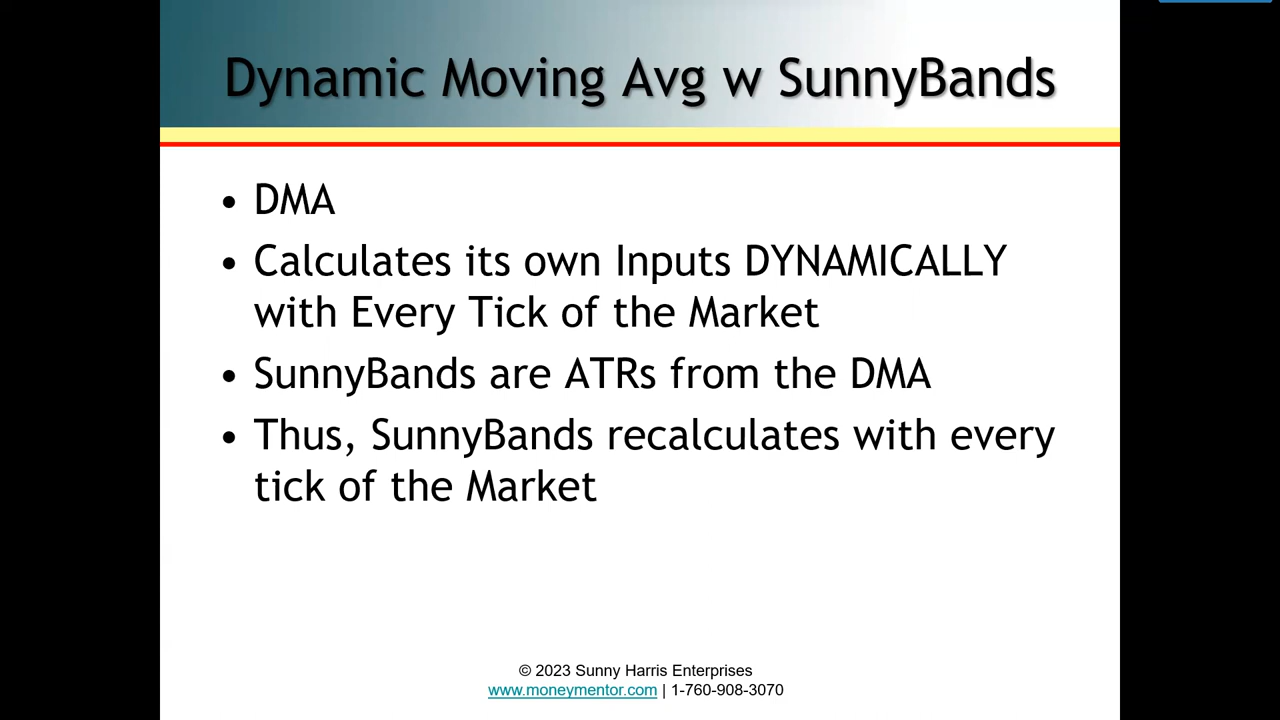 Dynamic Moving Avg w SunnyBands
• DMA
• Calculates its own Inputs DYNAMICALLY
with Every Tick of the Market
• SunnyBands are ATRs from the DMA
• Thus, SunnyBands recalculates with every
tick of the Market
© 2023 Sunny Harris Enterprises
www.moneymentor.com | 1-760-908-3070